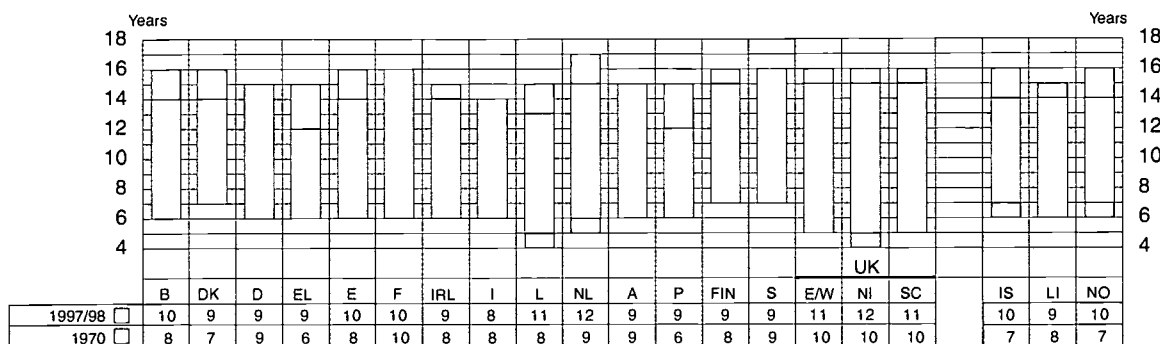 Years Years
18 18
16 16
14 14
12 12
10 10
8 8
6 6
4 4
UK
B DK D EL E F IRL I L NL A P FIN S E/W NI SC IS LI NO
1997/98 10 9 9 9 10 10 9 8 11 12 9 9 9 9 11 12 11 10 9 10
1970 8 7 9 6 8 10 8 8 8 9 9 6 8 9 10 10 10 7 8 7